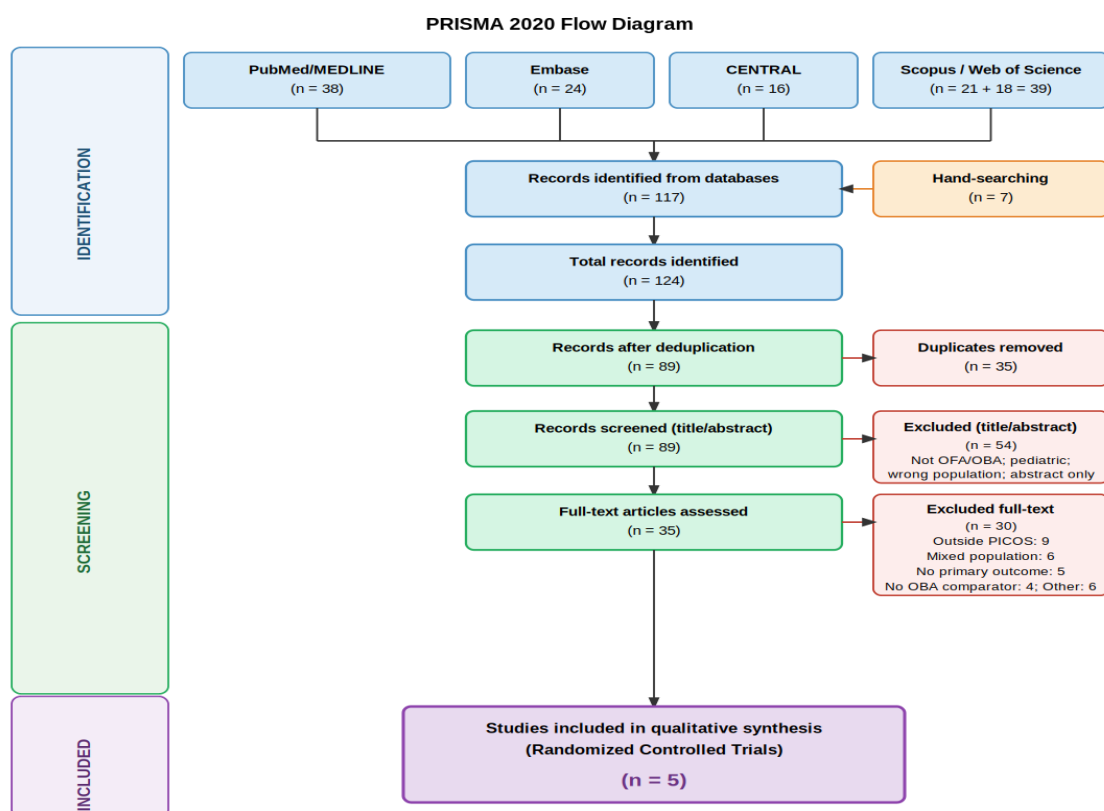 PRISMA 2020 Flow Diagram
PubMed/MEDLINE
(n = 38)
Embase
(n = 24)
CENTRAL
(n = 16)
Scopus / Web of Science
(n = 21 + 18 = 39)
IDENTIFICATION
Records identified from databases
(n = 117)
Hand-searching
(n = 7)
Total records identified
(n = 124)
SCREENING
Records after deduplication
(n = 89)
Duplicates removed
(n = 35)
Records screened (title/abstract)
(n = 89)
Excluded (title/abstract)
(n = 54)
Not OFA/OBA; pediatric;
wrong population; abstract only
Full-text articles assessed
(n = 35)
Excluded full-text
(n = 30)
Outside PICOS: 9
Mixed population: 6
No primary outcome: 5
No OBA comparator: 4; Other: 6
INCLUDED
Studies included in qualitative synthesis
(Randomized Controlled Trials)
(n = 5)